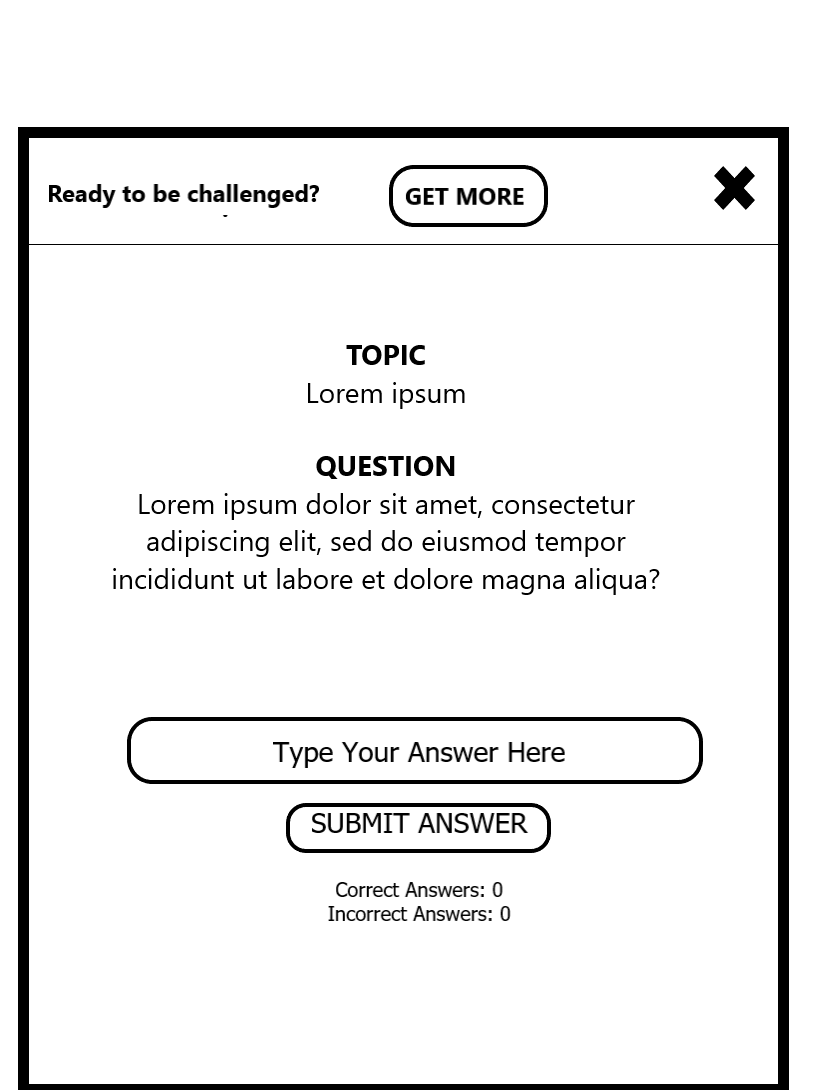 Ready to be challenged?
GET MORE
TOPIC
Lorem ipsum
QUESTION
Lorem ipsum dolor sit amet, consectetur
adipiscing elit, sed do eiusmod tempor
incididunt ut labore et dolore magna aliqua?
Type Your Answer Here
SUBMIT ANSWER
Correct Answers: 0
Incorrect Answers: 0